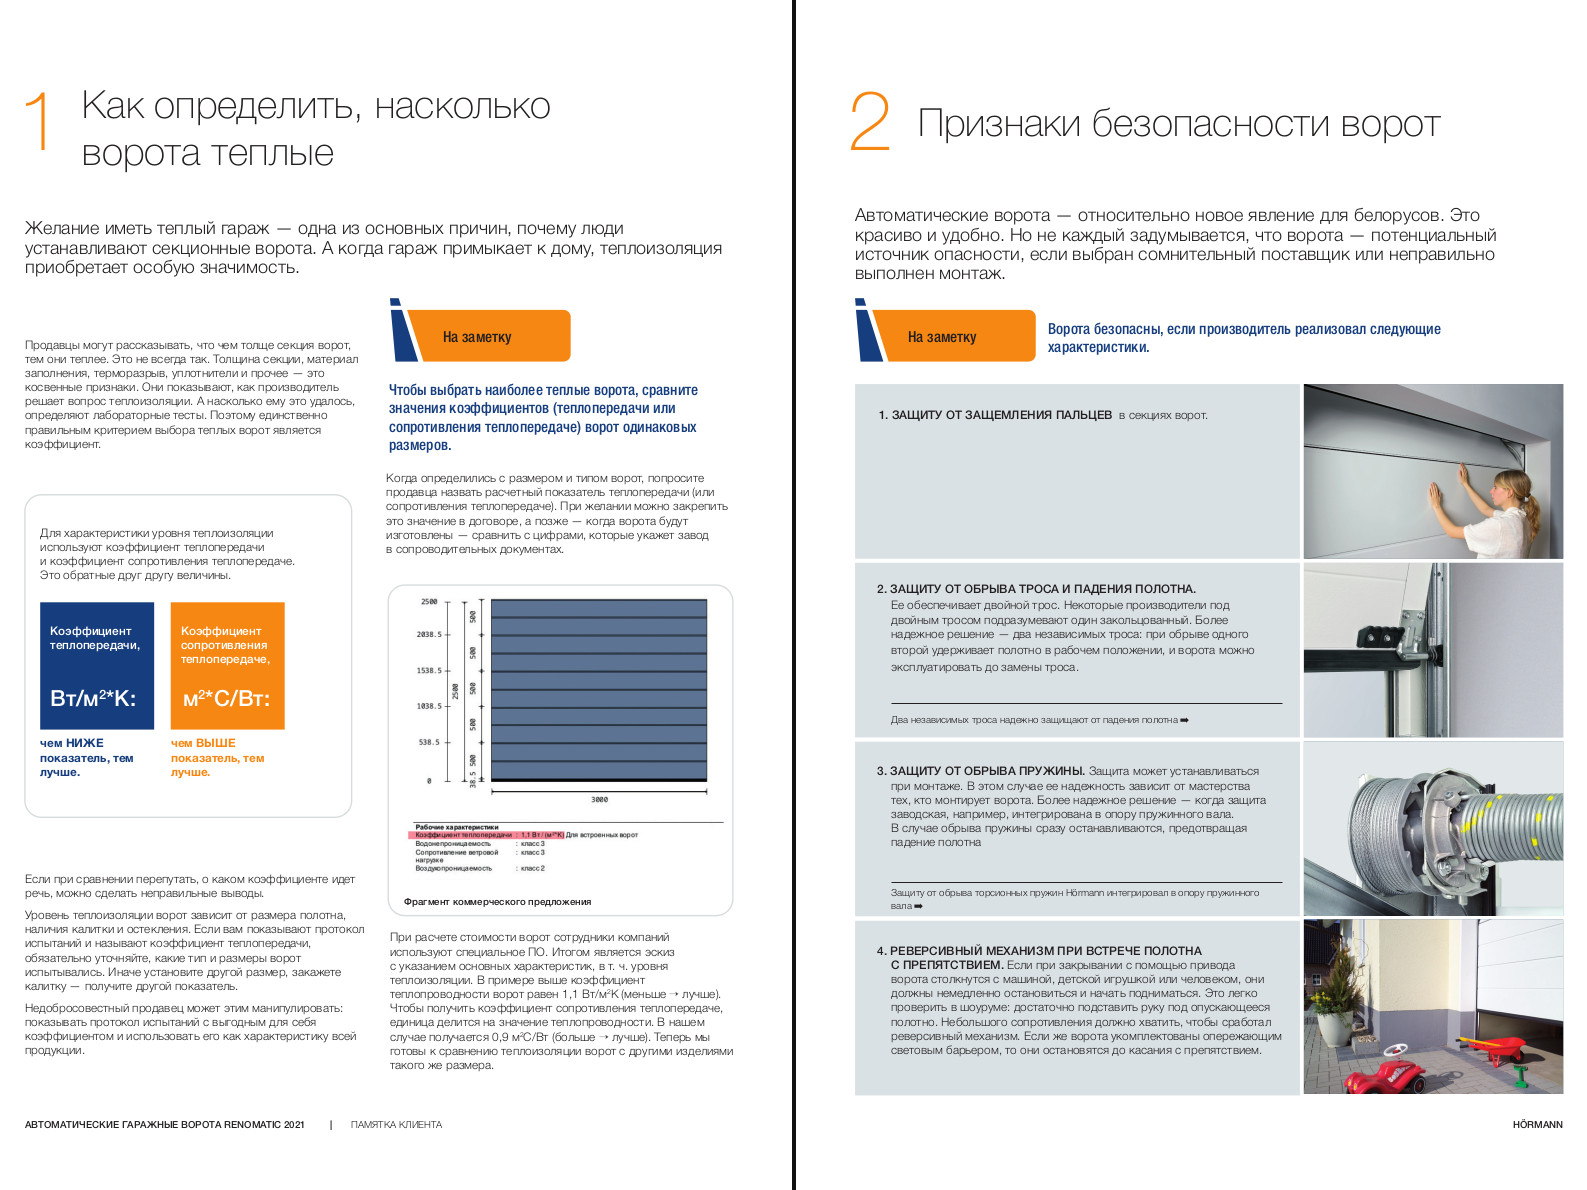 1
Как определить, насколько
ворота теплые
Желание иметь теплый гараж — одна из основных причин, почему люди
устанавливают секционные ворота. А когда гараж примыкает к дому, теплоизоляция
приобретает особую значимость.
Продавцы могут рассказывать, что чем толще секция ворот,
тем они теплее. Это не всегда так. Толщина секции, материал
заполнения, терморазрыв, уплотнители и прочее — это
косвенные признаки. Они показывают, как производитель
решает вопрос теплоизоляции. А насколько ему это удалось,
определяют лабораторные тесты. Поэтому единственно
правильным критерием выбора теплых ворот является
коэффициент.
Для характеристики уровня теплоизоляции
используют коэффициент теплопередачи
и коэффициент сопротивления теплопередаче.
Это обратные друг другу величины.
Коэффициент
теплопередачи,
Вт/м²*К:
чем НИЖЕ
показатель, тем
лучше.
Коэффициент
сопротивления
теплопередаче,
м²*С/Вт:
чем ВЫШЕ
показатель, тем
лучше.
Если при сравнении перепутать, о каком коэффициенте идет
речь, можно сделать неправильные выводы.
Уровень теплоизоляции ворот зависит от размера полотна,
наличия калитки и остекления. Если вам показывают протокол
испытаний и называют коэффициент теплопередачи,
обязательно уточняйте, какие тип и размеры ворот
испытывались. Иначе установите другой размер, закажете
калитку — получите другой показатель.
Недобросовестный продавец может этим манипулировать:
показывать протокол испытаний с выгодным для себя
коэффициентом и использовать его как характеристику всей
продукции.
На заметку
Чтобы выбрать наиболее теплые ворота, сравните
значения коэффициентов (теплопередачи или
сопротивления теплопередаче) ворот одинаковых
размеров.
Когда определились с размером и типом ворот, попросите
продавца назвать расчетный показатель теплопередачи (или
сопротивления теплопередаче). При желании можно закрепить
это значение в договоре, а позже — когда ворота будут
изготовлены — сравнить с цифрами, которые укажет завод
в сопроводительных документах.
2500
2038.5
1538.5
1038.5
538.5
0
2500
500
500
500
500
500
38.5
3000
Рабочие характеристики
Коэффициент теплопередачи : 1,1 Вт / (м²*К) Для встроенных ворот
Водонепроницаемость : класс 3
Сопротивление ветровой : класс 3
нагрузке
Воздухопроницаемость : класс 2
Фрагмент коммерческого предложения
При расчете стоимости ворот сотрудники компаний
используют специальное ПО. Итогом является эскиз
с указанием основных характеристик, в т. ч. уровня
теплоизоляции. В примере выше коэффициент
теплопроводности ворот равен 1,1 Вт/м²К (меньше → лучше).
Чтобы получить коэффициент сопротивления теплопередаче,
единица делится на значение теплопроводности. В нашем
случае получается 0,9 м²С/Вт (больше → лучше). Теперь мы
готовы к сравнению теплоизоляции ворот с другими изделиями
такого же размера.
АВТОМАТИЧЕСКИЕ ГАРАЖНЫЕ ВОРОТА RENOMATIC 2021 | ПАМЯТКА КЛИЕНТА
2
Признаки безопасности ворот
Автоматические ворота — относительно новое явление для белорусов. Это
красиво и удобно. Но не каждый задумывается, что ворота — потенциальный
источник опасности, если выбран сомнительный поставщик или неправильно
выполнен монтаж.
На заметку
Ворота безопасны, если производитель реализовал следующие
характеристики.
1. ЗАЩИТУ ОТ ЗАЩЕМЛЕНИЯ ПАЛЬЦЕВ в секциях ворот.
2. ЗАЩИТУ ОТ ОБРЫВА ТРОСА И ПАДЕНИЯ ПОЛОТНА.
Ее обеспечивает двойной трос. Некоторые производители под
двойным тросом подразумевают один закольцованный. Более
надежное решение — два независимых троса: при обрыве одного
второй удерживает полотно в рабочем положении, и ворота можно
эксплуатировать до замены троса.
Два независимых троса надежно защищают от падения полотна ➡
3. ЗАЩИТУ ОТ ОБРЫВА ПРУЖИНЫ. Защита может устанавливаться
при монтаже. В этом случае ее надежность зависит от мастерства
тех, кто монтирует ворота. Более надежное решение — когда защита
заводская, например, интегрирована в опору пружинного вала.
В случае обрыва пружины сразу останавливаются, предотвращая
падение полотна
Защиту от обрыва торсионных пружин Hörmann интегрировал в опору пружинного
вала ➡
4. РЕВЕРСИВНЫЙ МЕХАНИЗМ ПРИ ВСТРЕЧЕ ПОЛОТНА
С ПРЕПЯТСТВИЕМ. Если при закрывании с помощью привода
ворота столкнутся с машиной, детской игрушкой или человеком, они
должны немедленно остановиться и начать подниматься. Это легко
проверить в шоуруме: достаточно подставить руку под опускающееся
полотно. Небольшого сопротивления должно хватить, чтобы сработал
реверсивный механизм. Если же ворота укомплектованы опережающим
световым барьером, то они остановятся до касания с препятствием.
HÖRMANN